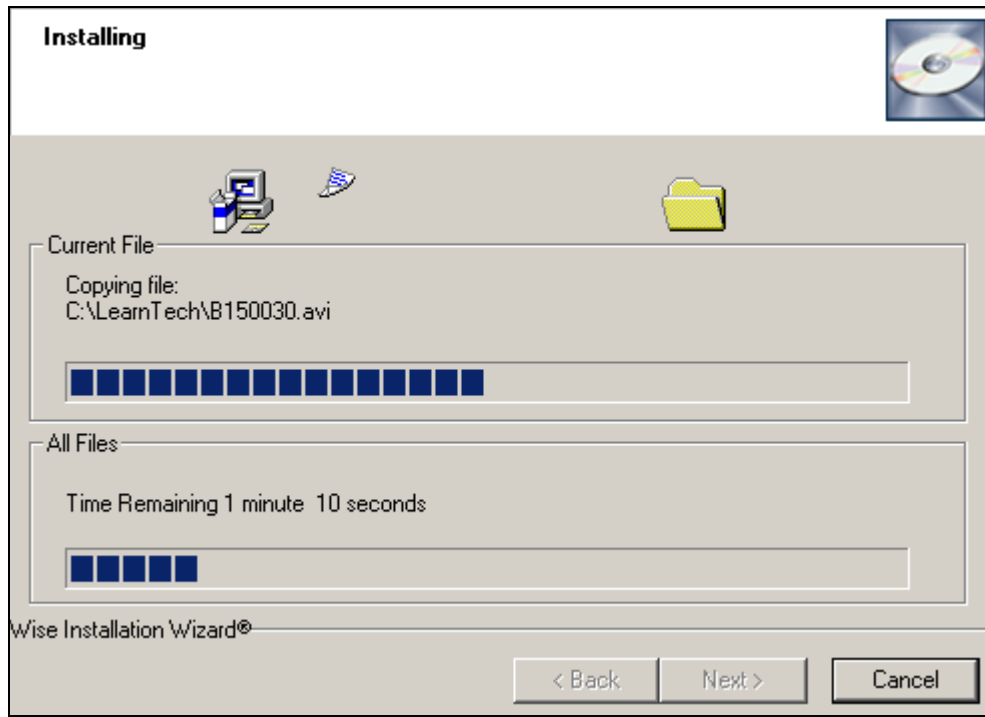 Installing
Current File
Copying file:
C:\LearnTech\B150030.avi
All Files
Time Remaining 1 minute  10 seconds
Wise Installation Wizard®
< Back
Next >
Cancel